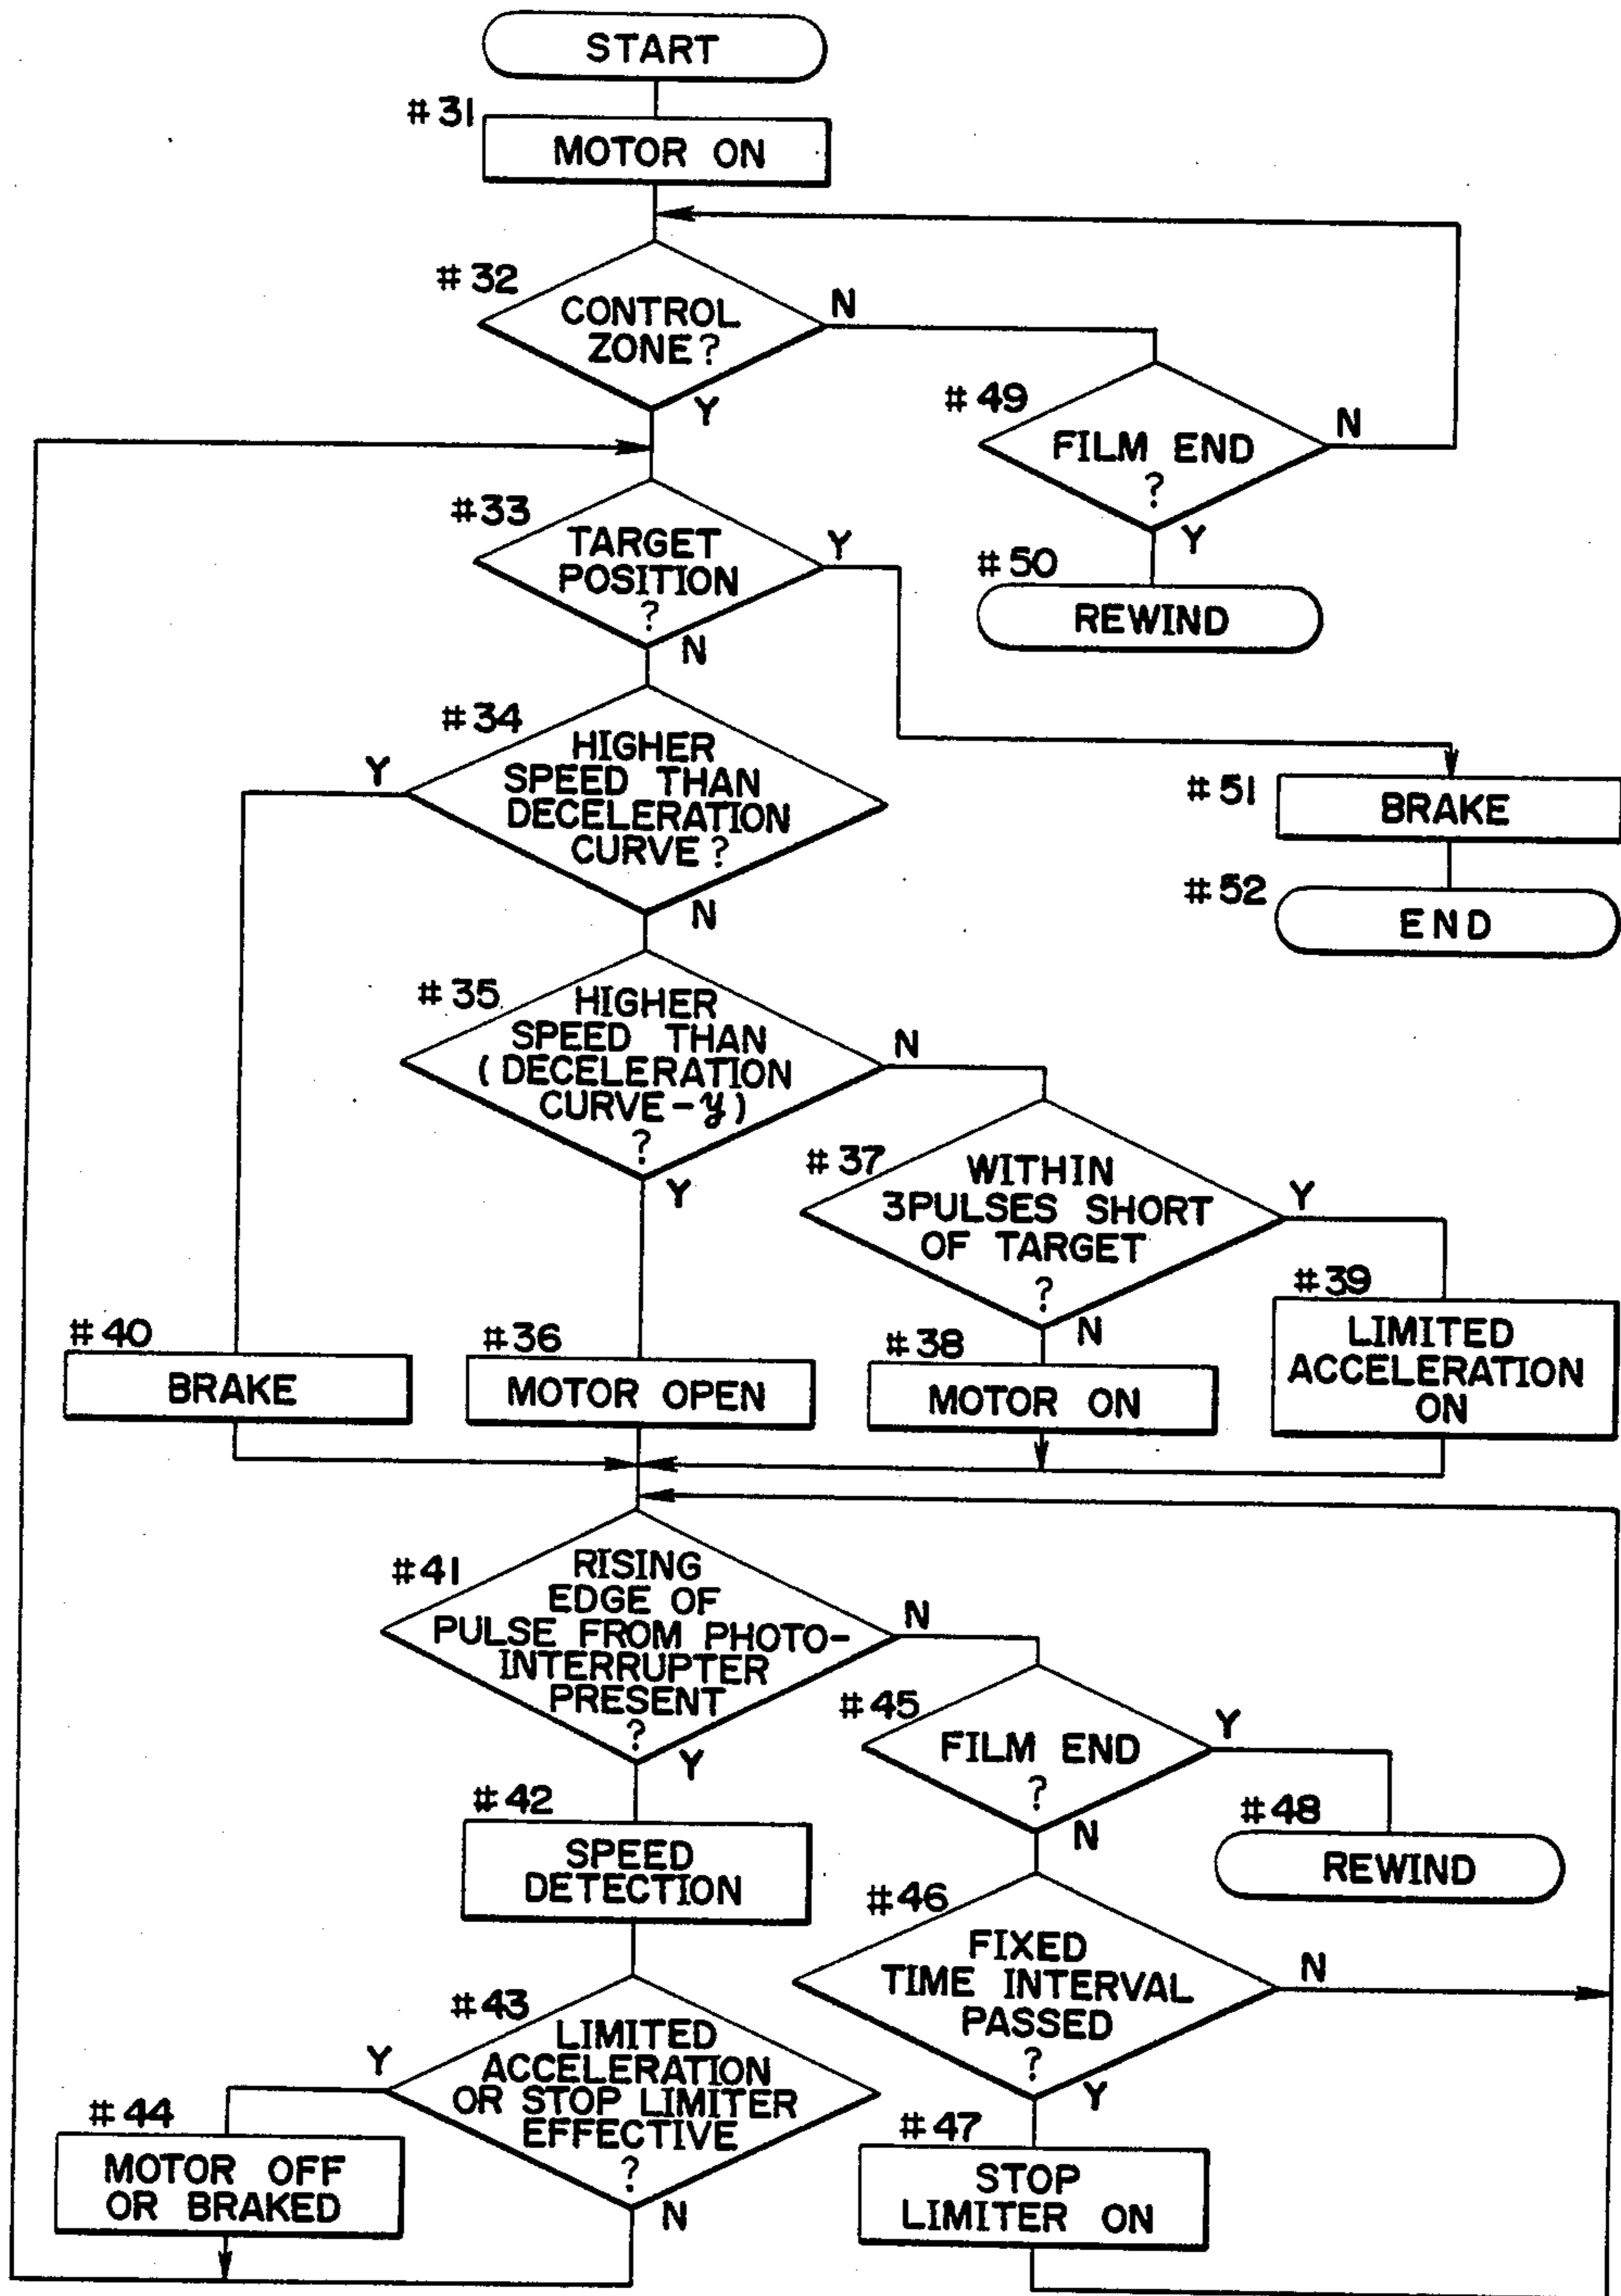 START
#31
MOTOR ON
#32
CONTROL
ZONE?
N
Y
#49
FILM END
?
N
Y
#50
REWIND
#33
TARGET
POSITION
?
Y
N
#34
HIGHER
SPEED THAN
DECELERATION
CURVE?
Y
N
#51
BRAKE
#52
END
#35
HIGHER
SPEED THAN
(DECELERATION
CURVE-y)
?
N
Y
#37
WITHIN
3PULSES SHORT
OF TARGET
?
Y
N
#39
LIMITED
ACCELERATION
ON
#40
BRAKE
#36
MOTOR OPEN
#38
MOTOR ON
#41
RISING
EDGE OF
PULSE FROM PHOTO-
INTERRUPTER
PRESENT
?
N
Y
#45
FILM END
?
Y
N
#48
REWIND
#42
SPEED
DETECTION
#46
FIXED
TIME INTERVAL
PASSED
?
N
Y
#43
LIMITED
ACCELERATION
OR STOP LIMITER
EFFECTIVE
?
Y
N
#44
MOTOR OFF
OR BRAKED
#47
STOP
LIMITER ON